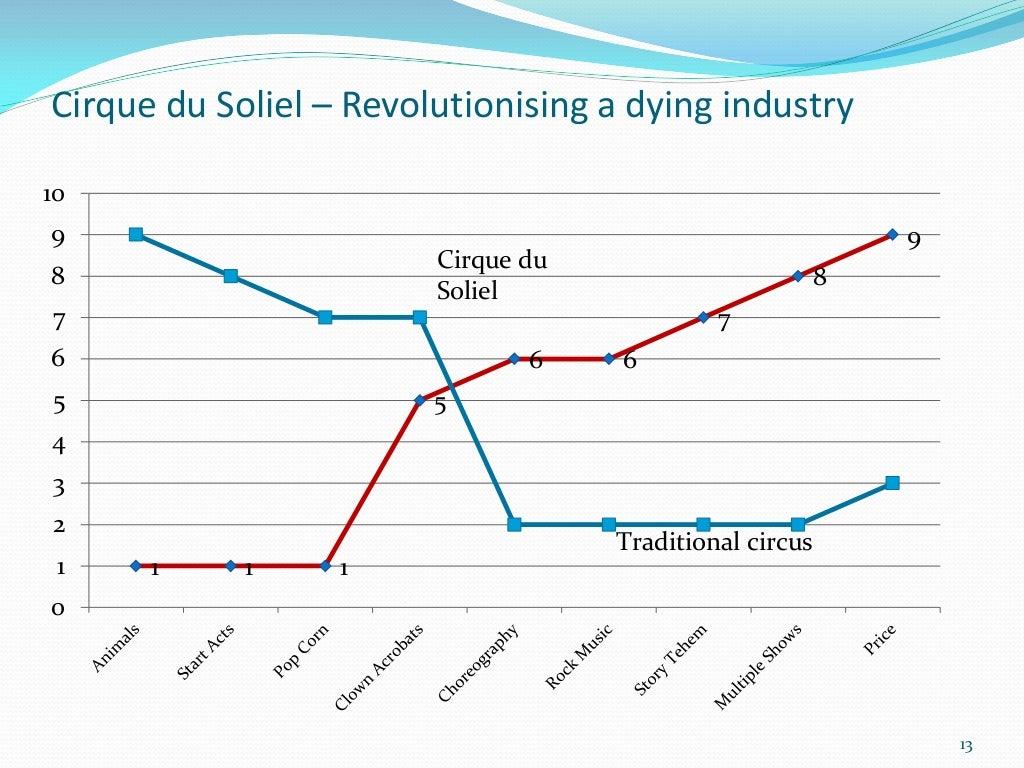 Cirque du Soliel – Revolutionising a dying industry
10
9
8
7
6
5
4
3
2
1
0
Cirque du
Soliel
Traditional circus
1
1
1
5
6
6
7
8
9
Animals
Start Acts
Pop Corn
Clown Acrobats
Choreography
Rock Music
Story Tehem
Multiple Shows
Price
13